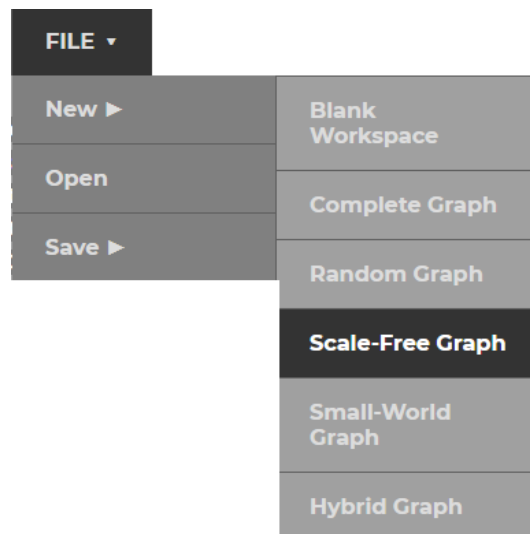 FILE ▾
New ▶
Open
Save ▶
Blank
Workspace
Complete Graph
Random Graph
Scale-Free Graph
Small-World
Graph
Hybrid Graph